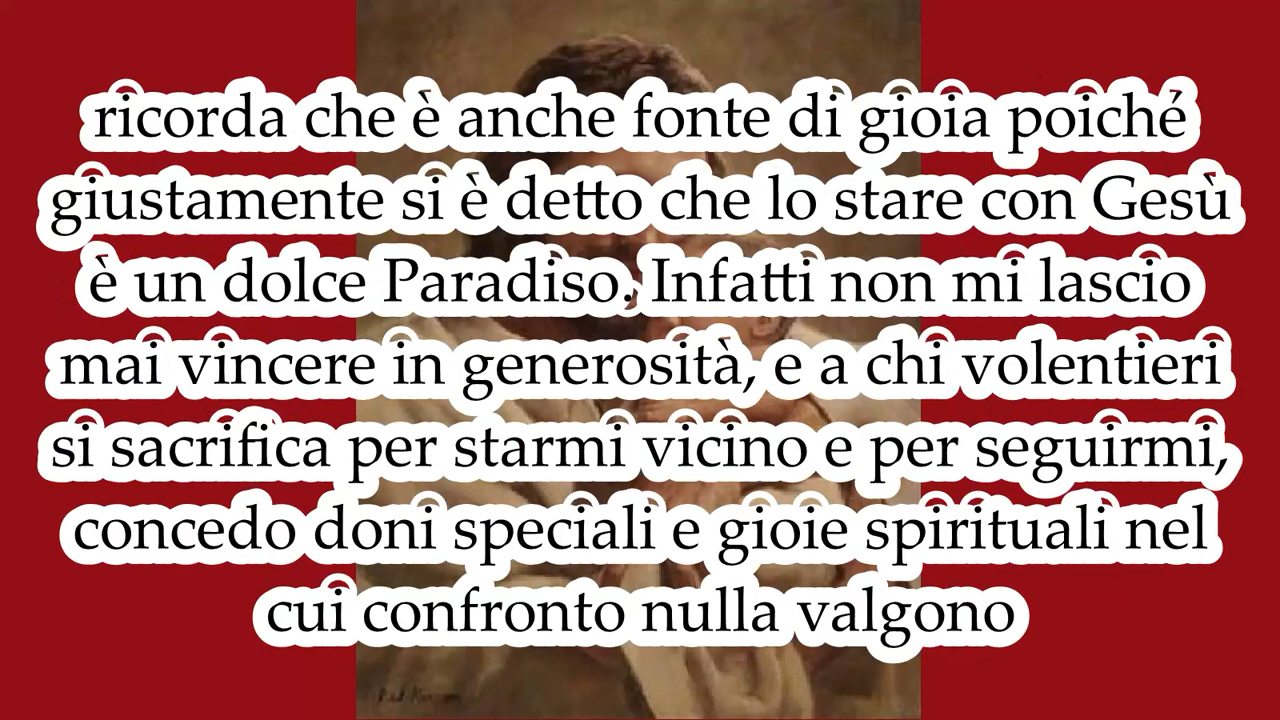 ricorda che è anche fonte di gioia poiché
giustamente si è detto che lo stare con Gesù
è un dolce Paradiso. Infatti non mi lascio
mai vincere in generosità, e a chi volentieri
si sacrifica per starmi vicino e per seguirmi,
concedo doni speciali e gioie spirituali nel
cui confronto nulla valgono